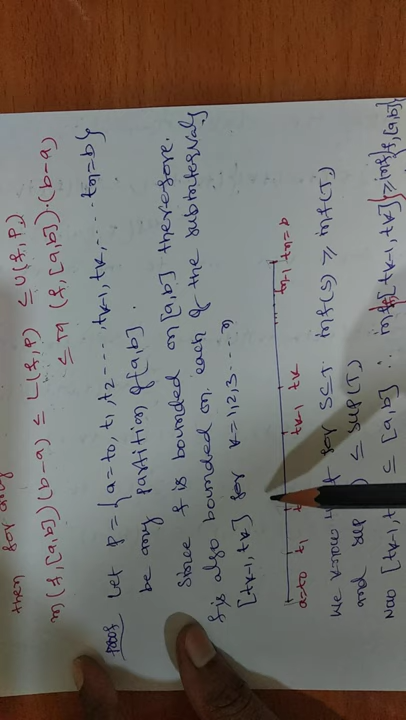 then for any
m(f,[a,b])(b-a) ≤ L(f,P) ≤ U(f,P)
≤ M(f,[a,b]).(b-a)
Proof Let P = {a=t0, t1, t2 ---- tk-1, tk, .... tn=b}
be any partition of [a,b].
Since f is bounded on [a,b] therefore.
f is also bounded on each of the subintervals
[tk-1, tk] for k=1,2,3....n
a=t0 t1 tk-1 tk tn-1 tn=b
We know for S⊆T inf(S) ≥ inf(T)
and sup ≤ sup(T)
Now [tk-1, ≤ [a,b] ∴ inf[tk-1, tk] ≥ inf{f,[a,b]}